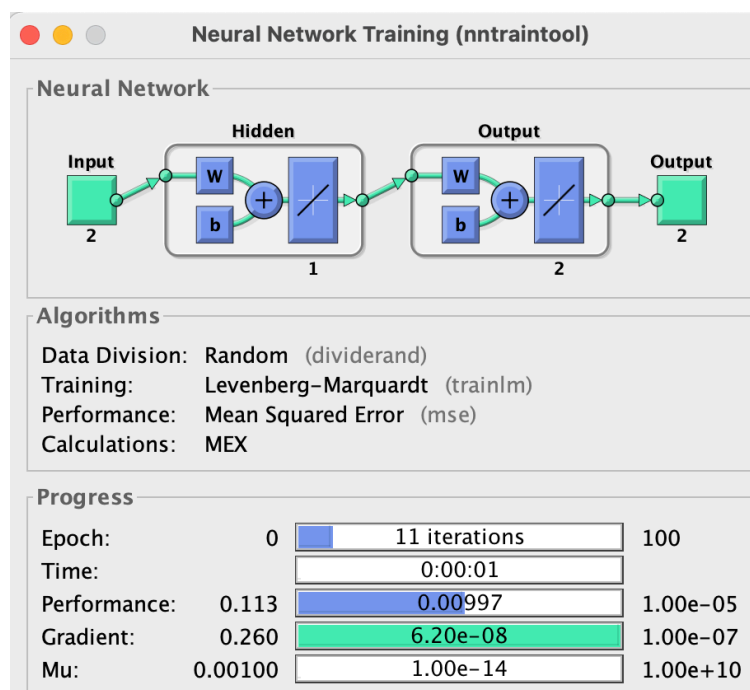 Neural Network Training (nntraintool)
Neural Network
Hidden Output
Input Output
W W
+ +
b b
2 2
1 2
Algorithms
Data Division: Random (dividerand)
Training: Levenberg-Marquardt (trainlm)
Performance: Mean Squared Error (mse)
Calculations: MEX
Progress
Epoch: 0 11 iterations 100
Time: 0:00:01
Performance: 0.113 0.00997 1.00e-05
Gradient: 0.260 6.20e-08 1.00e-07
Mu: 0.00100 1.00e-14 1.00e+10